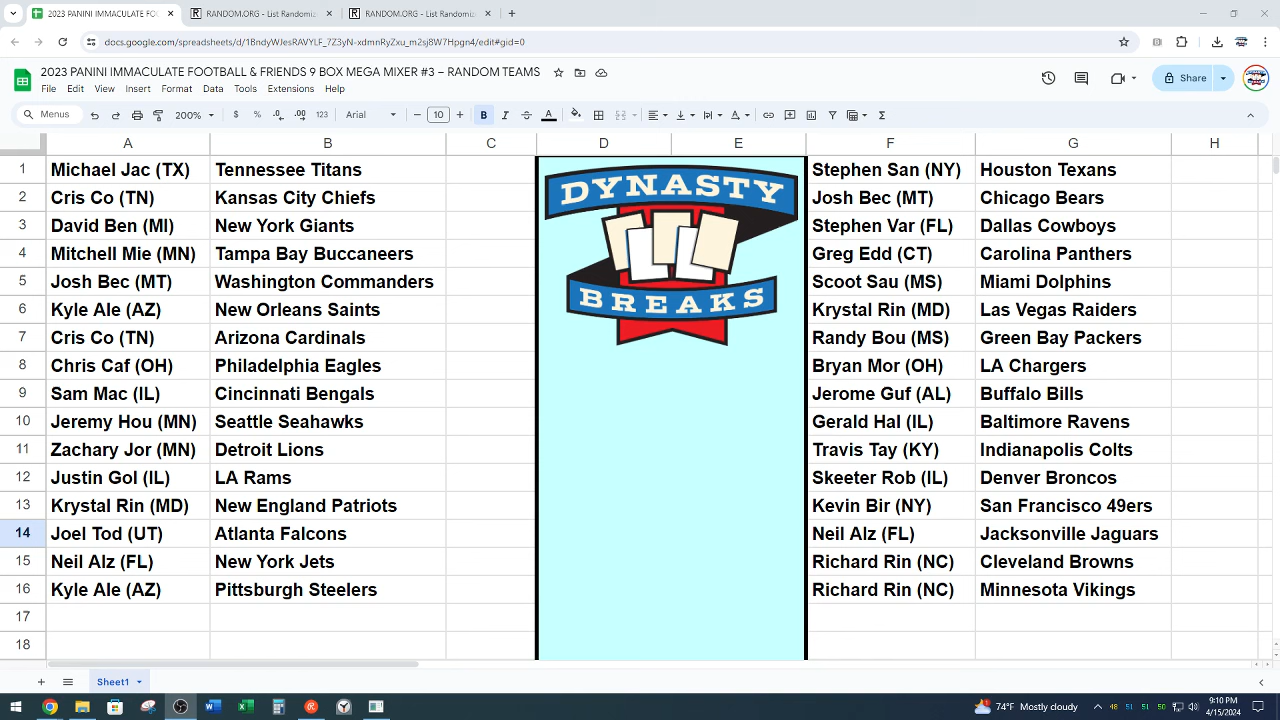 2023 PANINI IMMACULATE FO
RANDOM.ORG - List Randomiz
RANDOM.ORG - List Randomiz
docs.google.com/spreadsheets/d/1BndyWJesRAVYLF_7Z3yN-xdmnRyZxu_m2sj8W7Hpgn4/edit#gid=0
2023 PANINI IMMACULATE FOOTBALL & FRIENDS 9 BOX MEGA MIXER #3 – RANDOM TEAMS
File Edit View Insert Format Data Tools Extensions Help
Share
Menus 200% $ % .0 .00 123 Arial 10 B I A
A B C D E F G H
1 Michael Jac (TX) Tennessee Titans Stephen San (NY) Houston Texans
2 Cris Co (TN) Kansas City Chiefs Josh Bec (MT) Chicago Bears
3 David Ben (MI) New York Giants Stephen Var (FL) Dallas Cowboys
4 Mitchell Mie (MN) Tampa Bay Buccaneers Greg Edd (CT) Carolina Panthers
5 Josh Bec (MT) Washington Commanders Scoot Sau (MS) Miami Dolphins
6 Kyle Ale (AZ) New Orleans Saints Krystal Rin (MD) Las Vegas Raiders
7 Cris Co (TN) Arizona Cardinals Randy Bou (MS) Green Bay Packers
8 Chris Caf (OH) Philadelphia Eagles Bryan Mor (OH) LA Chargers
9 Sam Mac (IL) Cincinnati Bengals Jerome Guf (AL) Buffalo Bills
10 Jeremy Hou (MN) Seattle Seahawks Gerald Hal (IL) Baltimore Ravens
11 Zachary Jor (MN) Detroit Lions Travis Tay (KY) Indianapolis Colts
12 Justin Gol (IL) LA Rams Skeeter Rob (IL) Denver Broncos
13 Krystal Rin (MD) New England Patriots Kevin Bir (NY) San Francisco 49ers
14 Joel Tod (UT) Atlanta Falcons Neil Alz (FL) Jacksonville Jaguars
15 Neil Alz (FL) New York Jets Richard Rin (NC) Cleveland Browns
16 Kyle Ale (AZ) Pittsburgh Steelers Richard Rin (NC) Minnesota Vikings
17
18
DYNASTY
BREAKS
Sheet1
74°F Mostly cloudy
48 51 51 50
9:10 PM
4/15/2024